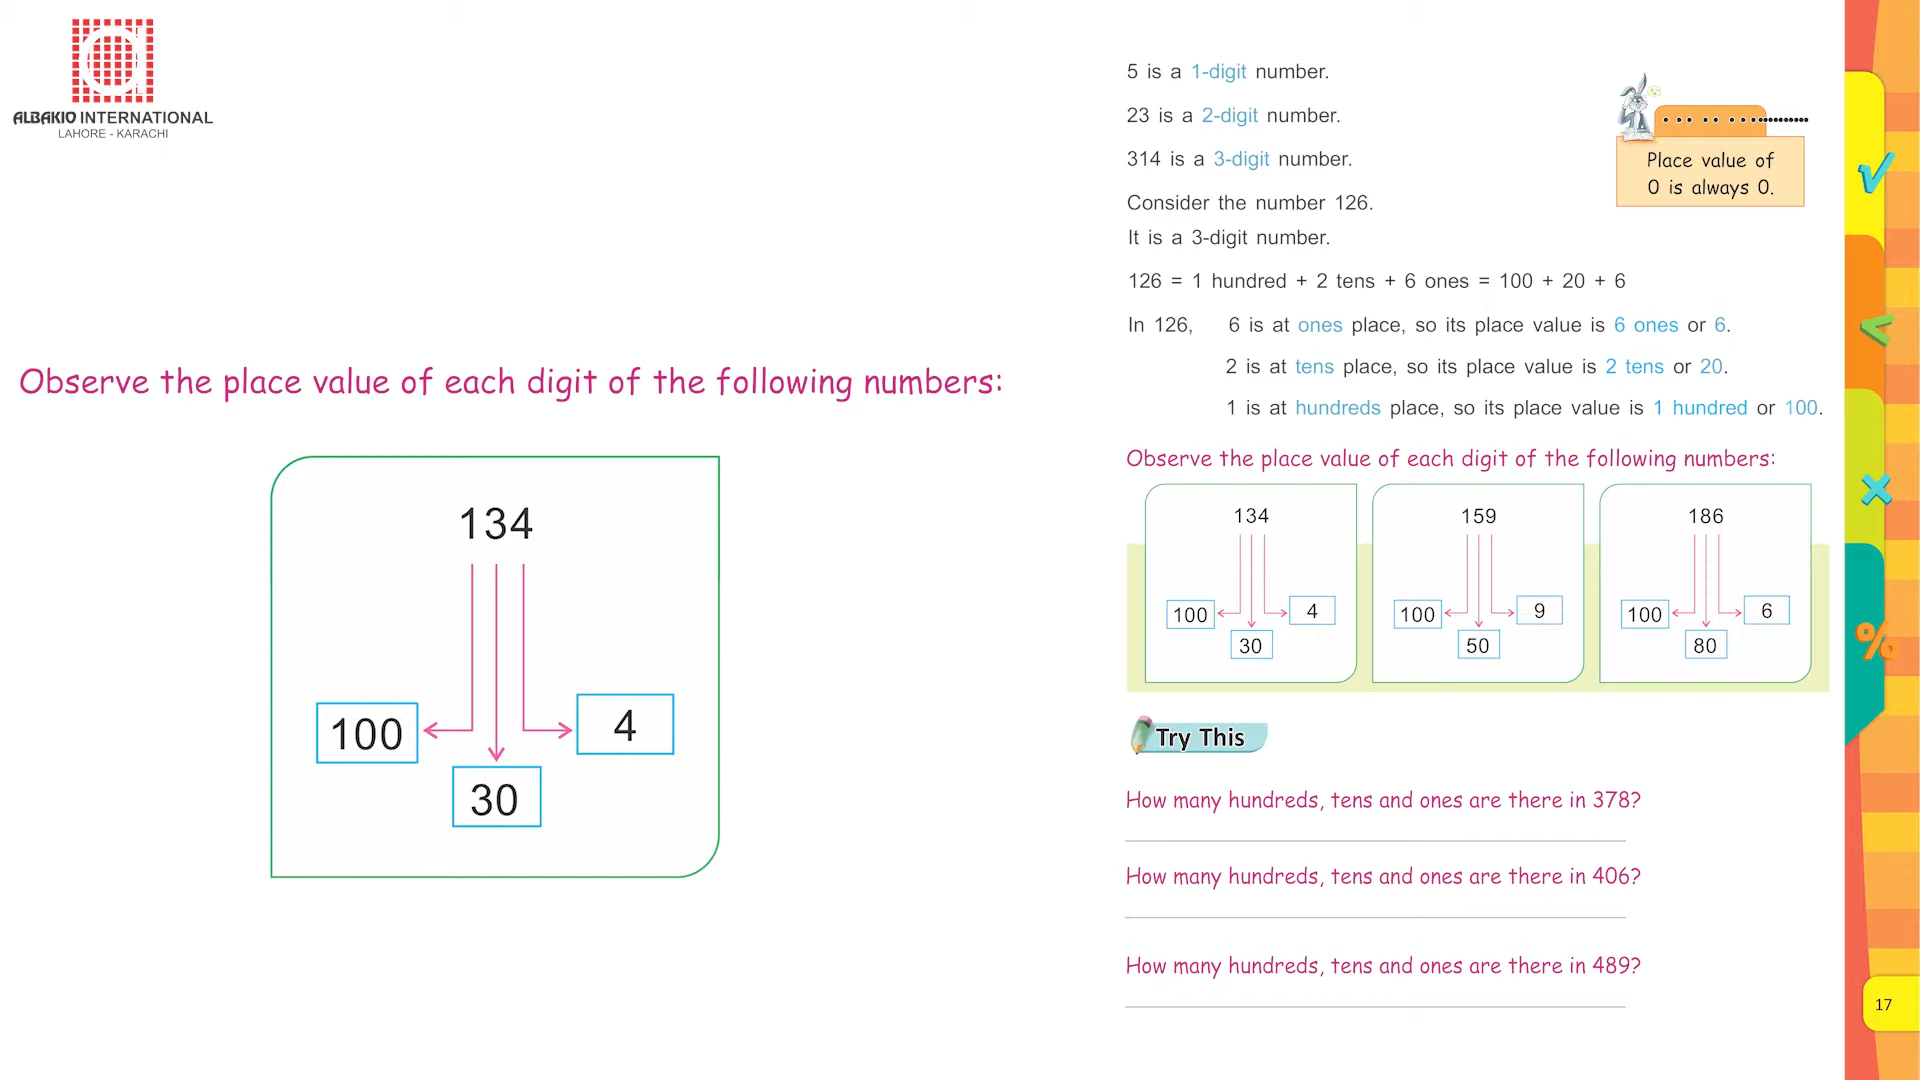 ALBAKIO INTERNATIONAL
LAHORE - KARACHI
Observe the place value of each digit of the following numbers:
134
100
4
30
5 is a 1-digit number.
23 is a 2-digit number.
314 is a 3-digit number.
Consider the number 126.
It is a 3-digit number.
126 = 1 hundred + 2 tens + 6 ones = 100 + 20 + 6
In 126, 6 is at ones place, so its place value is 6 ones or 6.
2 is at tens place, so its place value is 2 tens or 20.
1 is at hundreds place, so its place value is 1 hundred or 100.
Place value of
0 is always 0.
Observe the place value of each digit of the following numbers:
134
100
4
30
159
100
9
50
186
100
6
80
Try This
How many hundreds, tens and ones are there in 378?
How many hundreds, tens and ones are there in 406?
How many hundreds, tens and ones are there in 489?
√
<
×
%
17